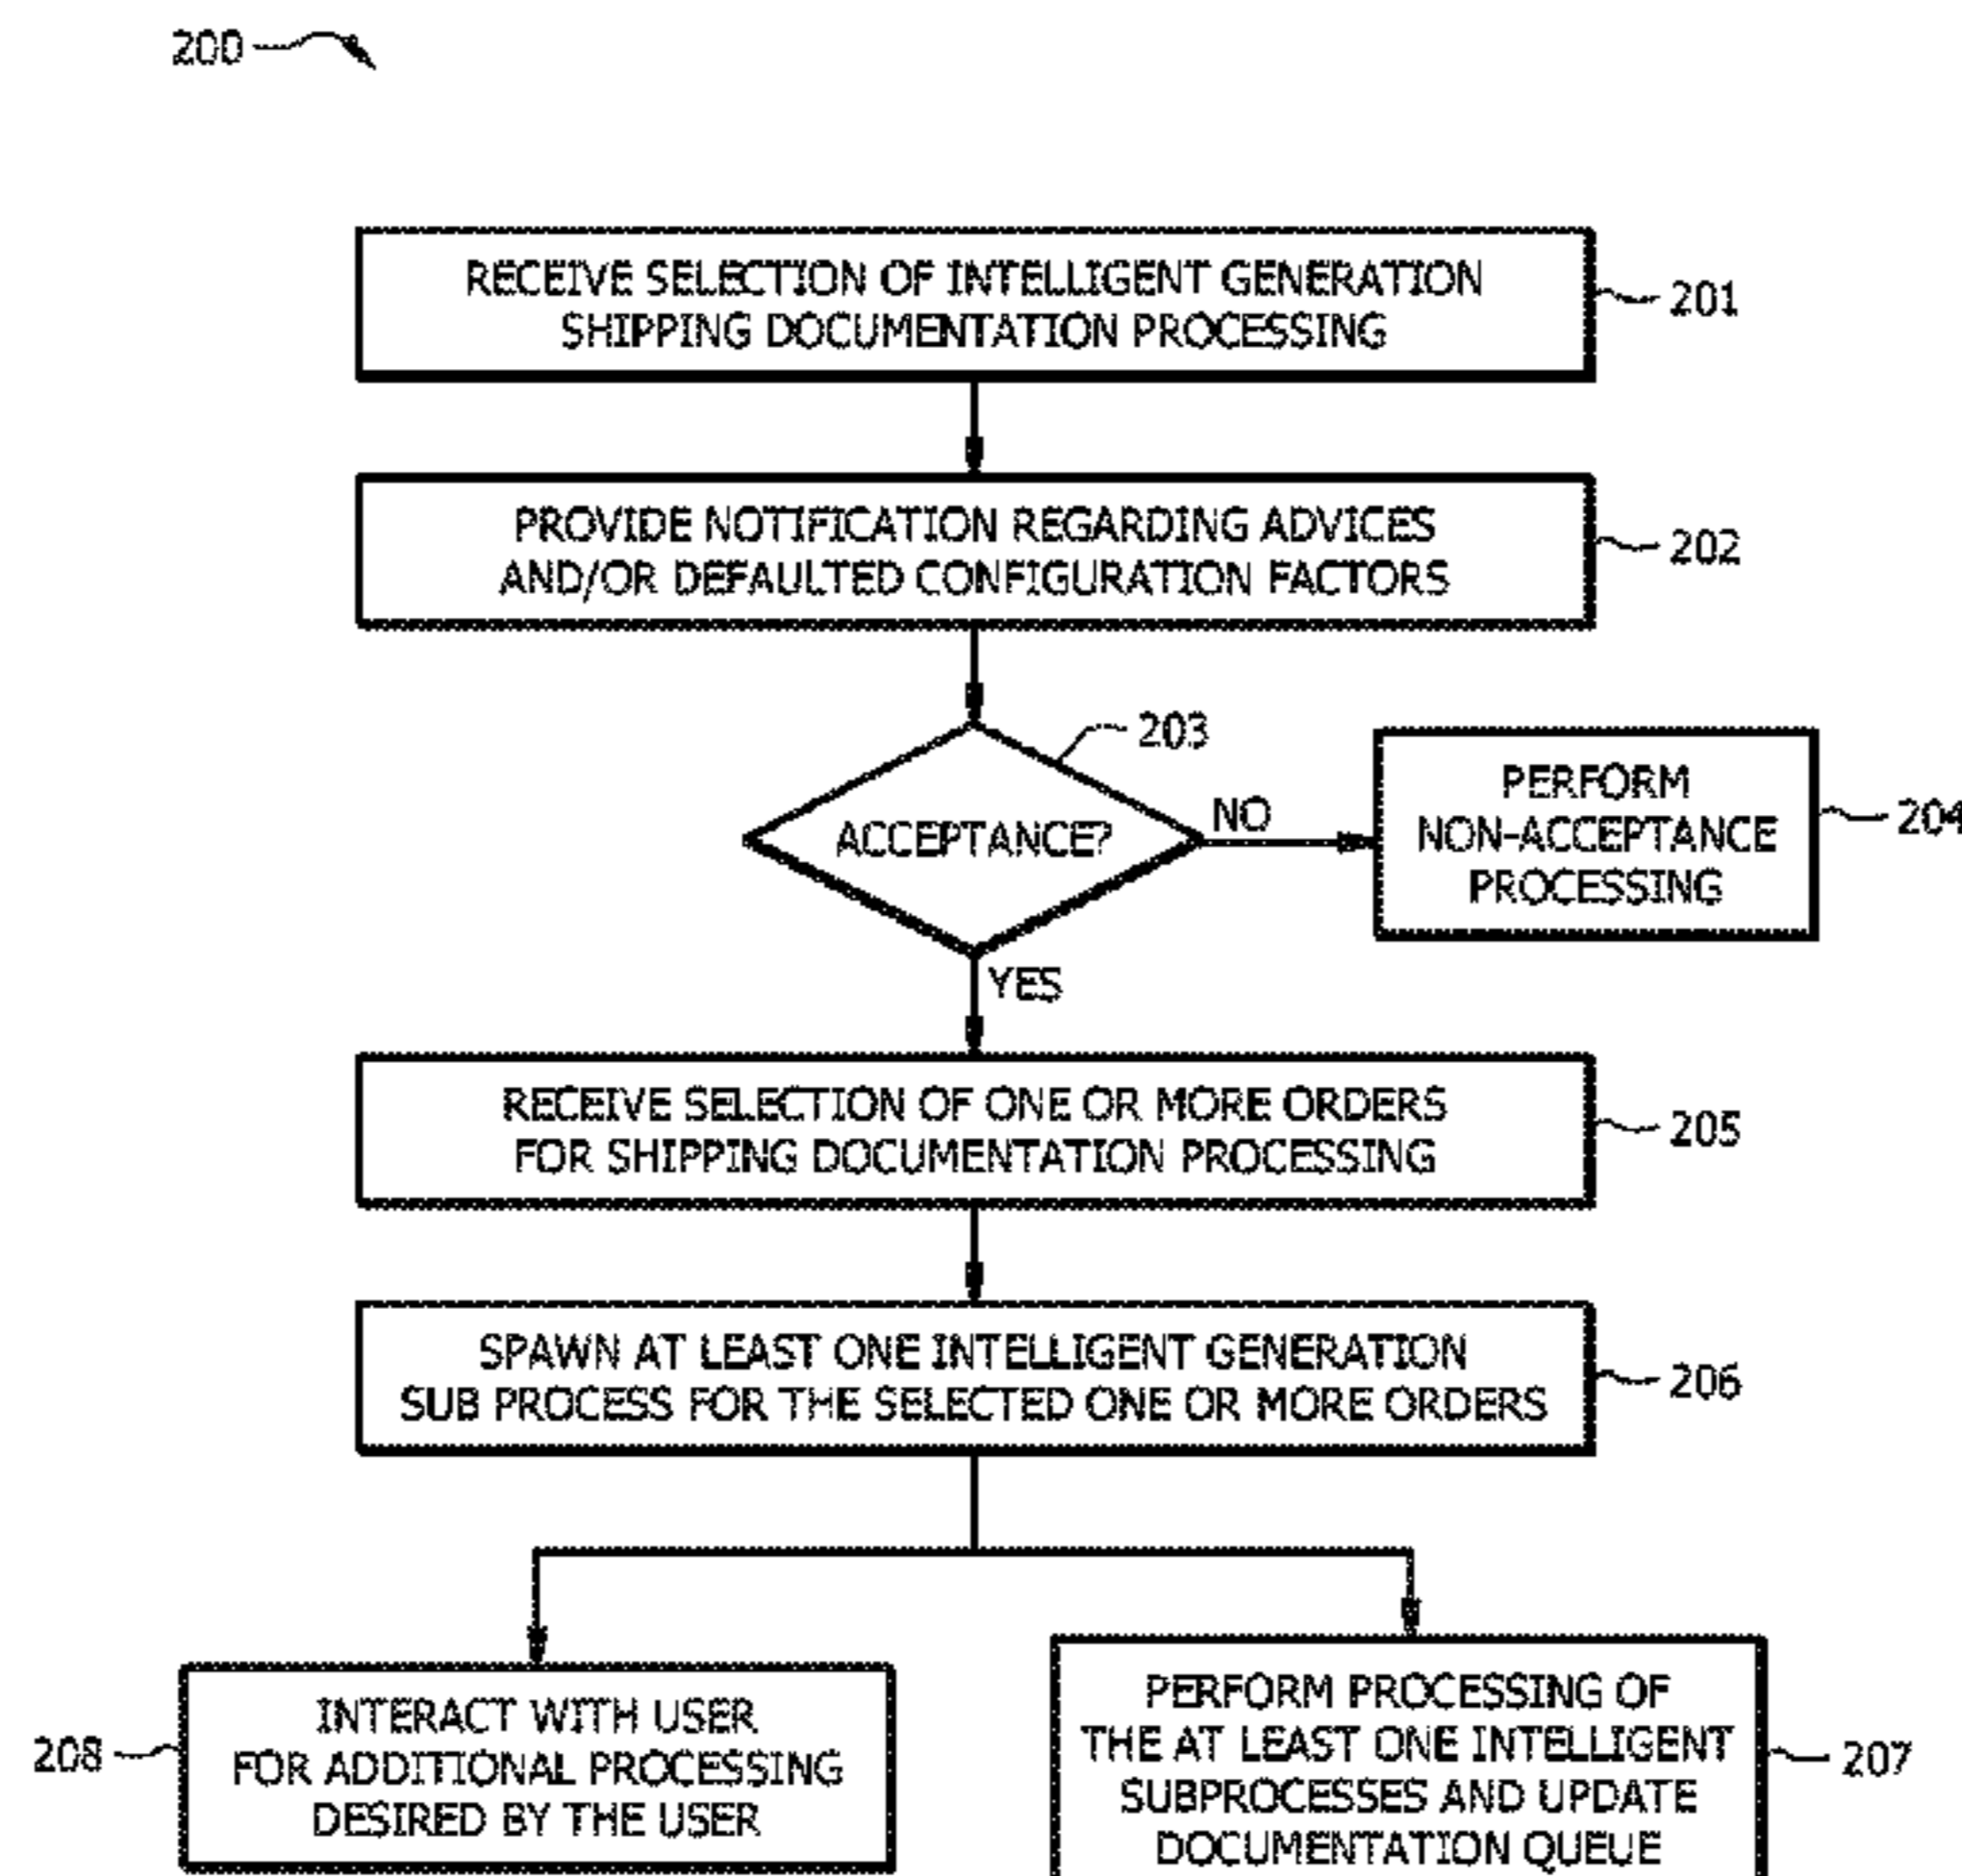 200
RECEIVE SELECTION OF INTELLIGENT GENERATION
SHIPPING DOCUMENTATION PROCESSING
201
PROVIDE NOTIFICATION REGARDING ADVICES
AND/OR DEFAULTED CONFIGURATION FACTORS
202
203
ACCEPTANCE?
NO
PERFORM
NON-ACCEPTANCE
PROCESSING
204
YES
RECEIVE SELECTION OF ONE OR MORE ORDERS
FOR SHIPPING DOCUMENTATION PROCESSING
205
SPAWN AT LEAST ONE INTELLIGENT GENERATION
SUB PROCESS FOR THE SELECTED ONE OR MORE ORDERS
206
208
INTERACT WITH USER
FOR ADDITIONAL PROCESSING
DESIRED BY THE USER
PERFORM PROCESSING OF
THE AT LEAST ONE INTELLIGENT
SUBPROCESSES AND UPDATE
DOCUMENTATION QUEUE
207